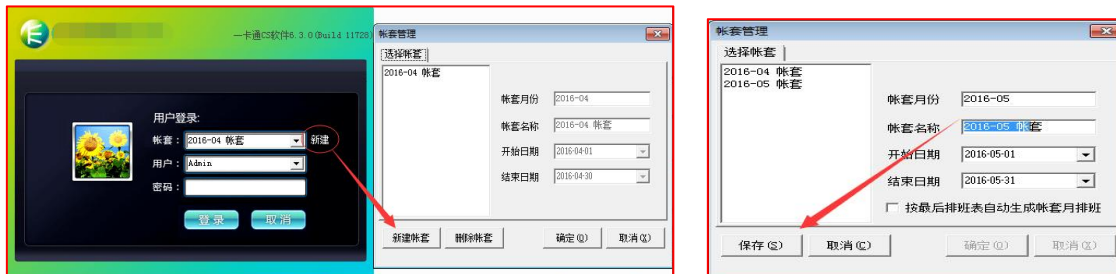 一卡通CS软件6.3.0(Build 11728)
用户登录:
帐套：2016-04 帐套 新建
用户：Admin
密码：
登录 取消
帐套管理
选择帐套
2016-04 帐套
帐套月份 2016-04
帐套名称 2016-04 帐套
开始日期 2016-04-01
结束日期 2016-04-30
新建帐套 删除帐套 确定(O) 取消(X)
帐套管理
选择帐套
2016-04 帐套
2016-05 帐套
帐套月份 2016-05
帐套名称 2016-05 帐套
开始日期 2016-05-01
结束日期 2016-05-31
按最后排班表自动生成帐套月排班
保存(S) 取消(C) 确定(O) 取消(X)